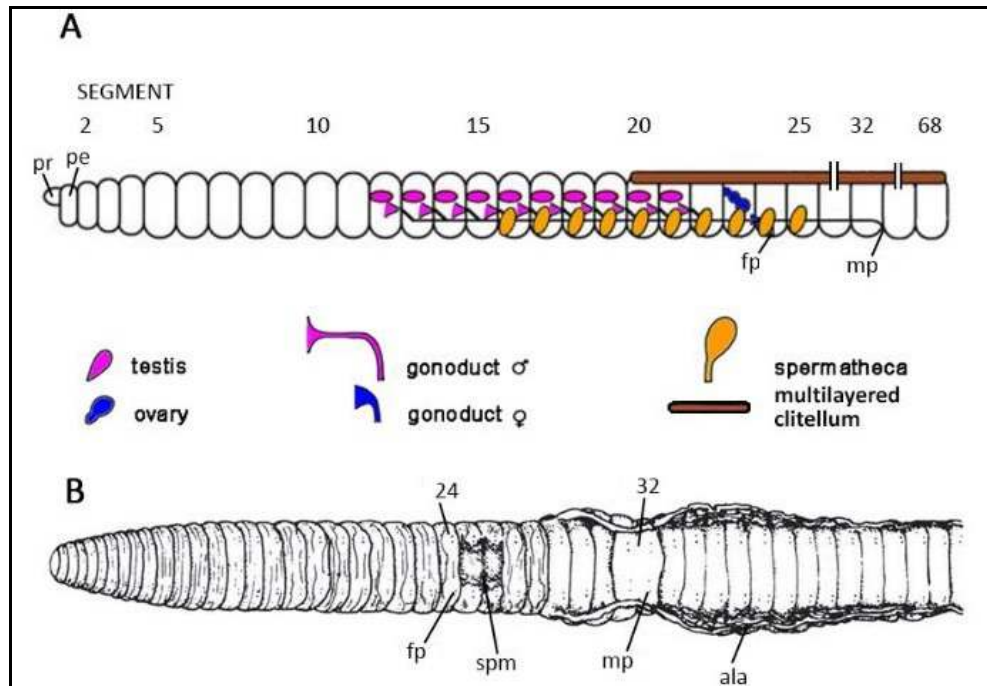 A
SEGMENT
2 5 10 15 20 25 32 68
pr pe
fp mp
testis gonoduct ♂ spermatheca
ovary gonoduct ♀ multilayered
clitellum
B
24 32
fp spm mp ala